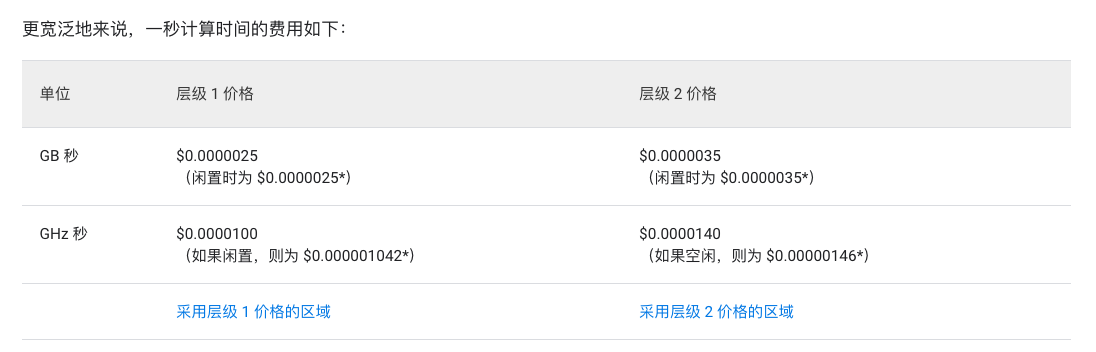 更宽泛地来说，一秒计算时间的费用如下：
单位 层级 1 价格 层级 2 价格
GB 秒 $0.0000025 $0.0000035
（闲置时为 $0.0000025*） （闲置时为 $0.0000035*）
GHz 秒 $0.0000100 $0.0000140
（如果闲置，则为 $0.000001042*） （如果空闲，则为 $0.00000146*）
采用层级 1 价格的区域 采用层级 2 价格的区域